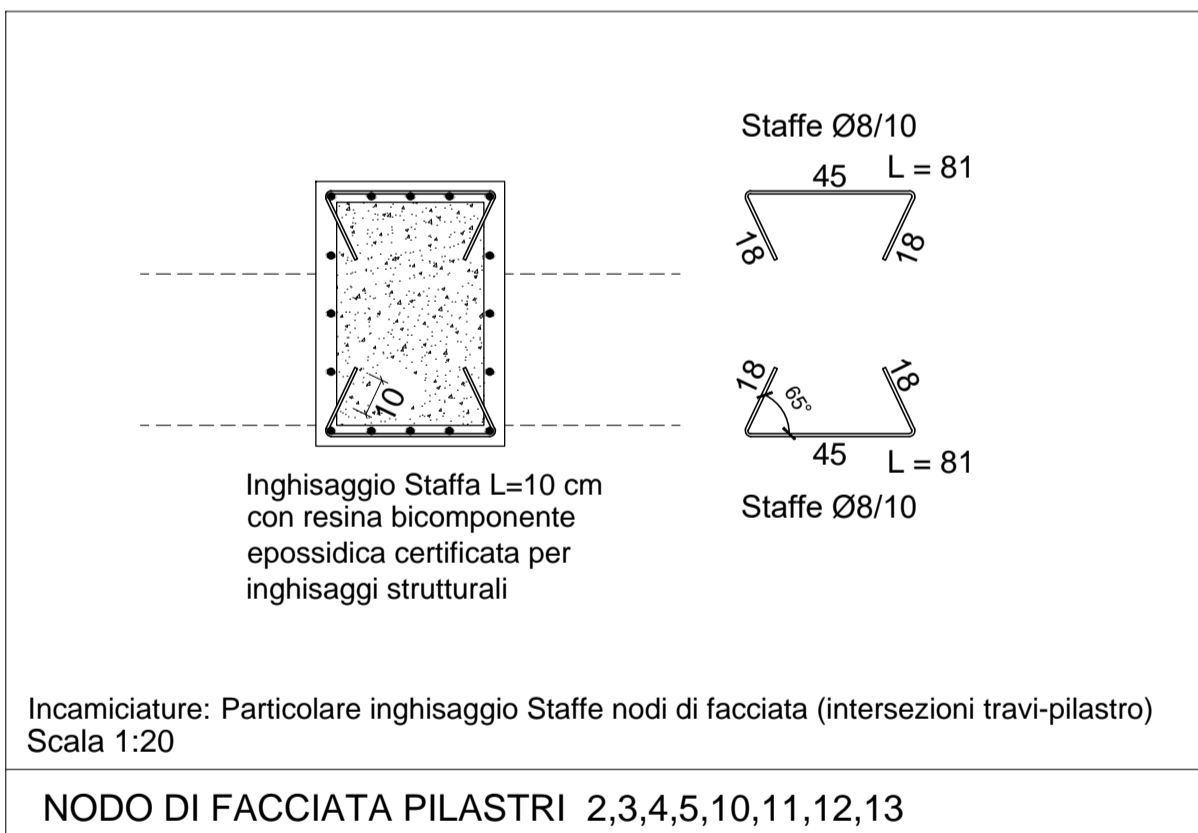 Staffe Ø8/10
45 L = 81
18
18
10
18
65°
18
45 L = 81
Staffe Ø8/10
Inghisaggio Staffa L=10 cm
con resina bicomponente
epossidica certificata per
inghisaggi strutturali
Incamiciature: Particolare inghisaggio Staffe nodi di facciata (intersezioni travi-pilastro)
Scala 1:20
NODO DI FACCIATA PILASTRI 2,3,4,5,10,11,12,13